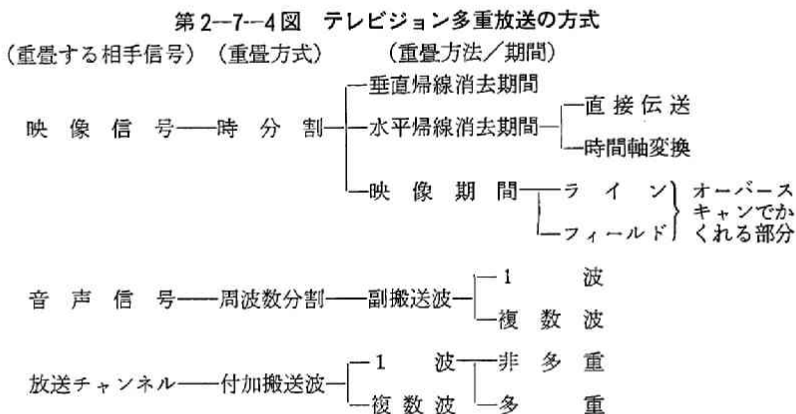 第2―7―4図 テレビジョン多重放送の方式
(重畳する相手信号) (重畳方式) (重畳方法/期間)
垂直帰線消去期間
直接伝送
映像信号 時分割 水平帰線消去期間
時間軸変換
映像期間 ライン オーバース
キャンでか
フィールド くれる部分
1波
音声信号 周波数分割 副搬送波
複数波
1波 非多重
放送チャンネル 付加搬送波
複数波 多重